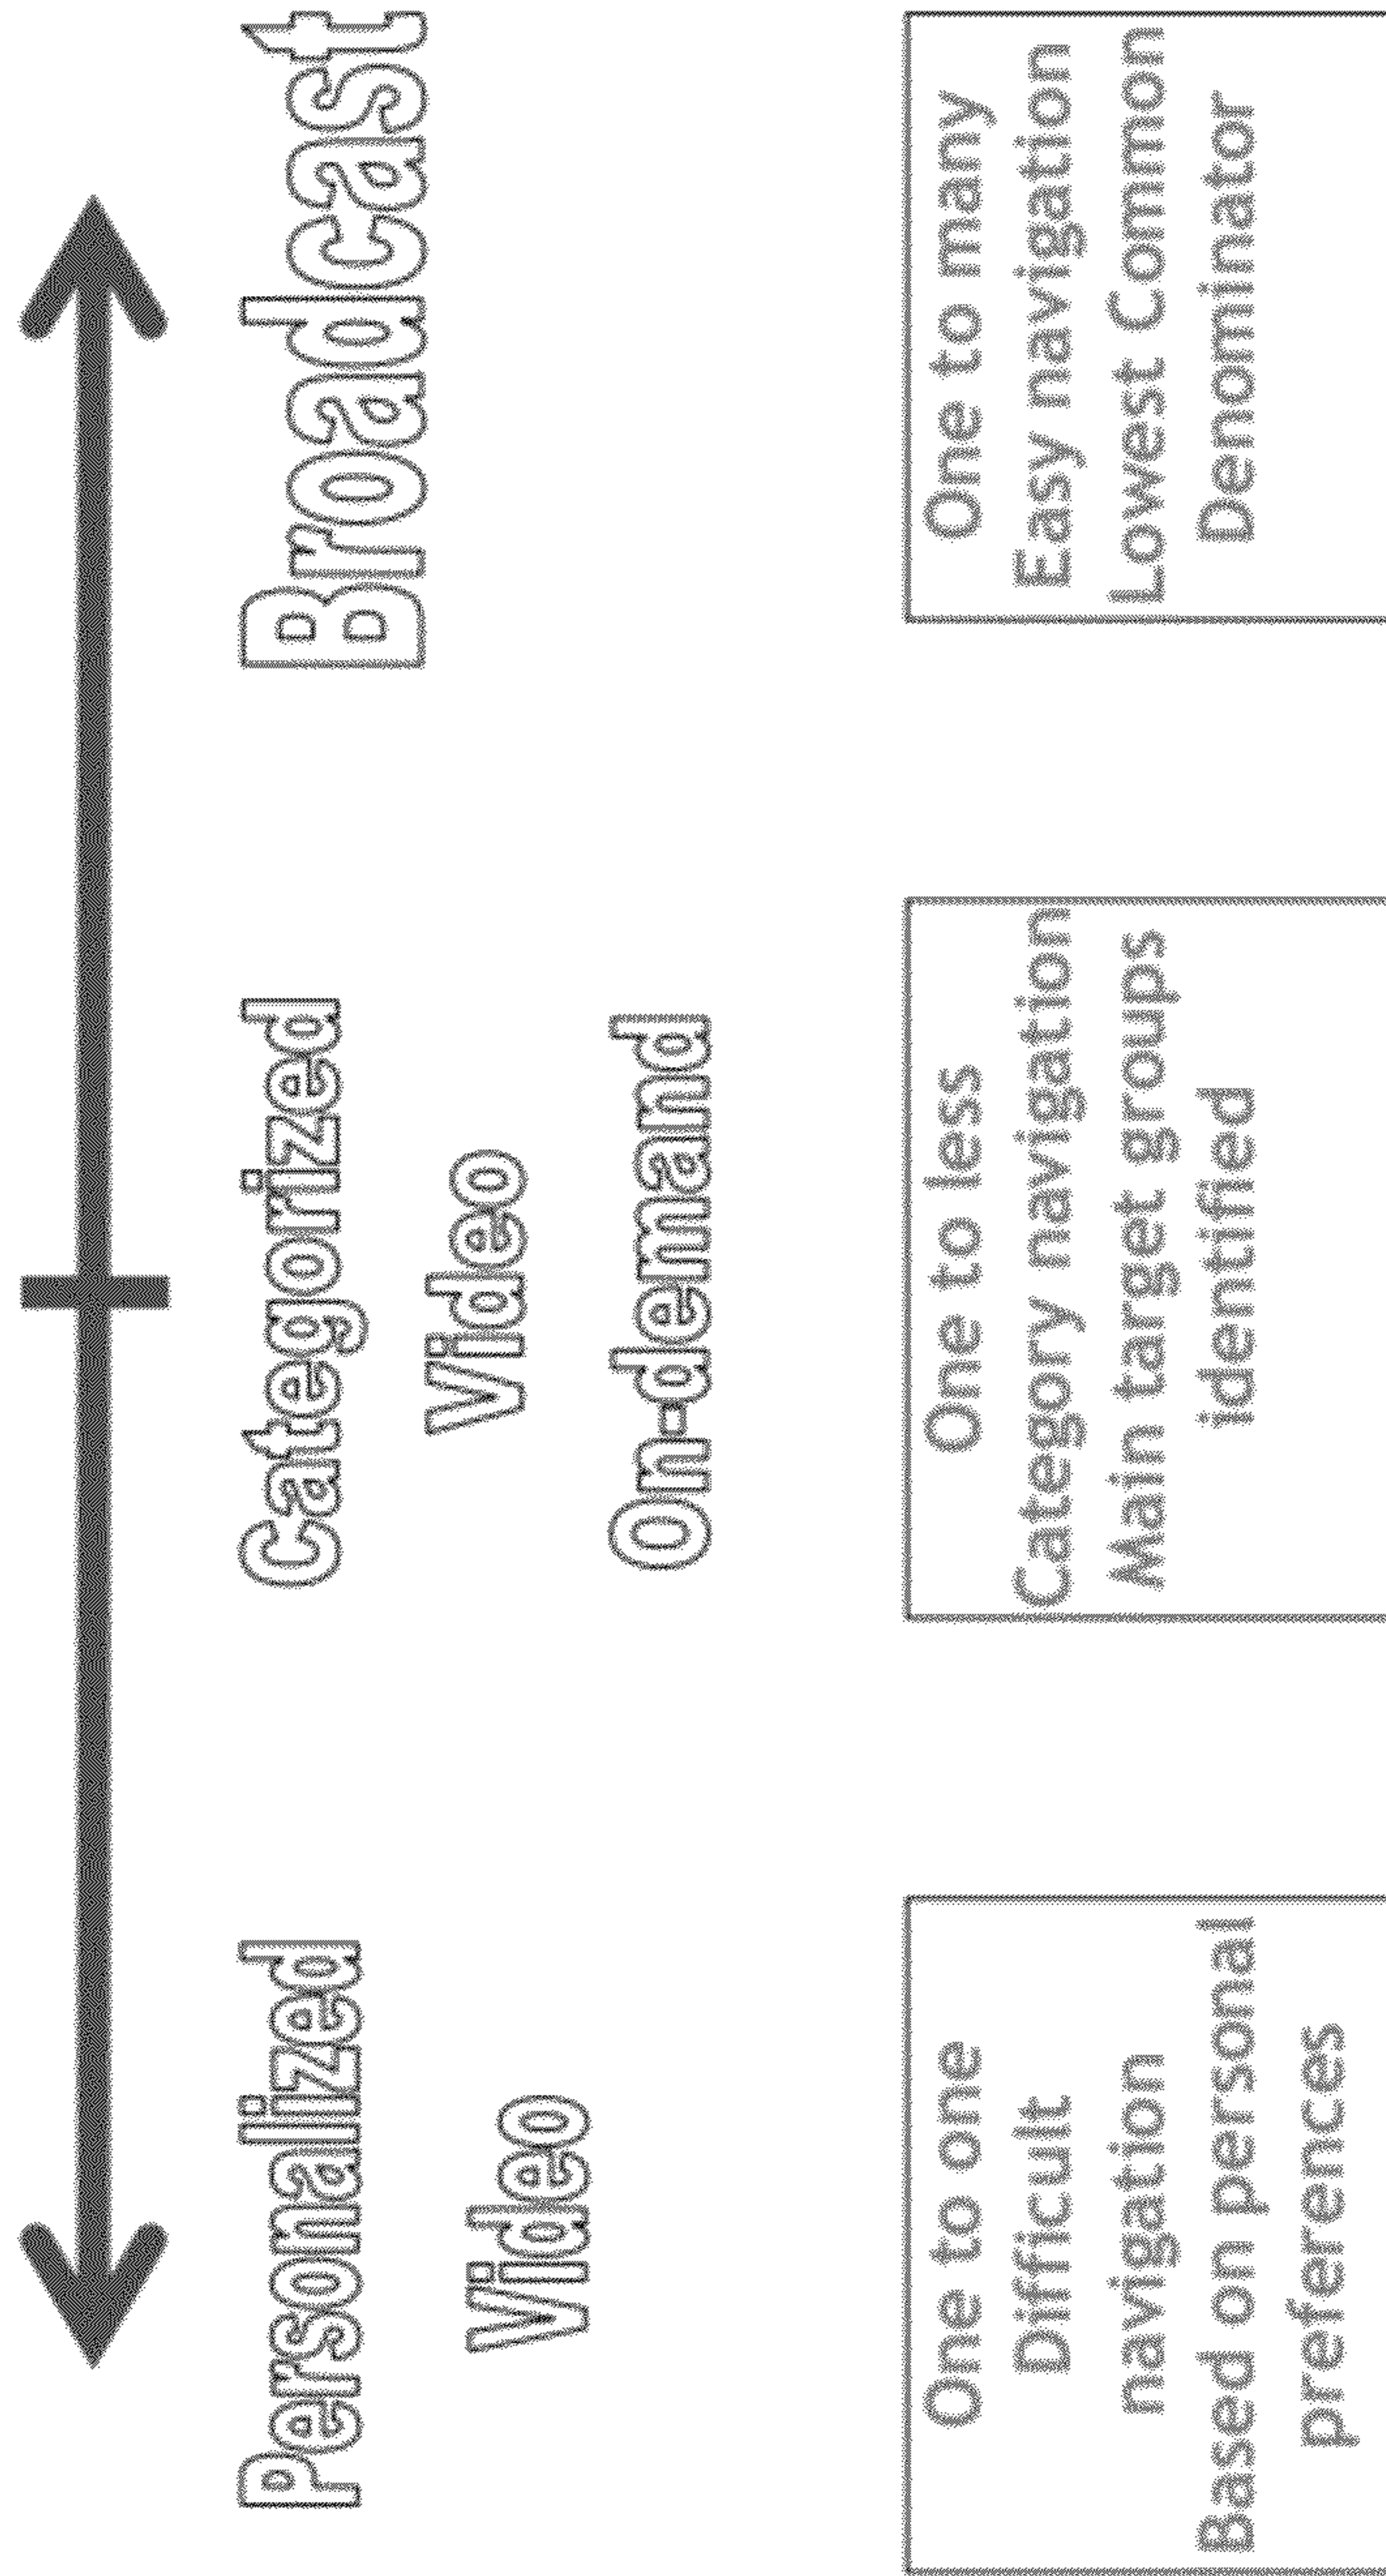 Personalized
Video
Categorized
Video
On-demand
Broadcast
One to one
Difficult
navigation
Based on personal
preferences
One to less
Category navigation
Main target groups
identified
One to many
Easy navigation
Lowest Common
Denominator